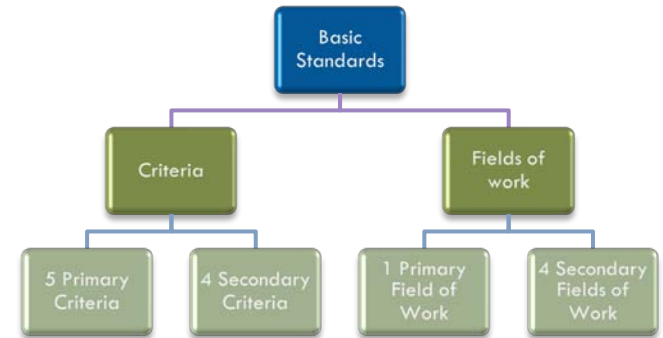 Basic
Standards
Criteria
Fields of
work
5 Primary
Criteria
4 Secondary
Criteria
1 Primary
Field of
Work
4 Secondary
Fields of
Work